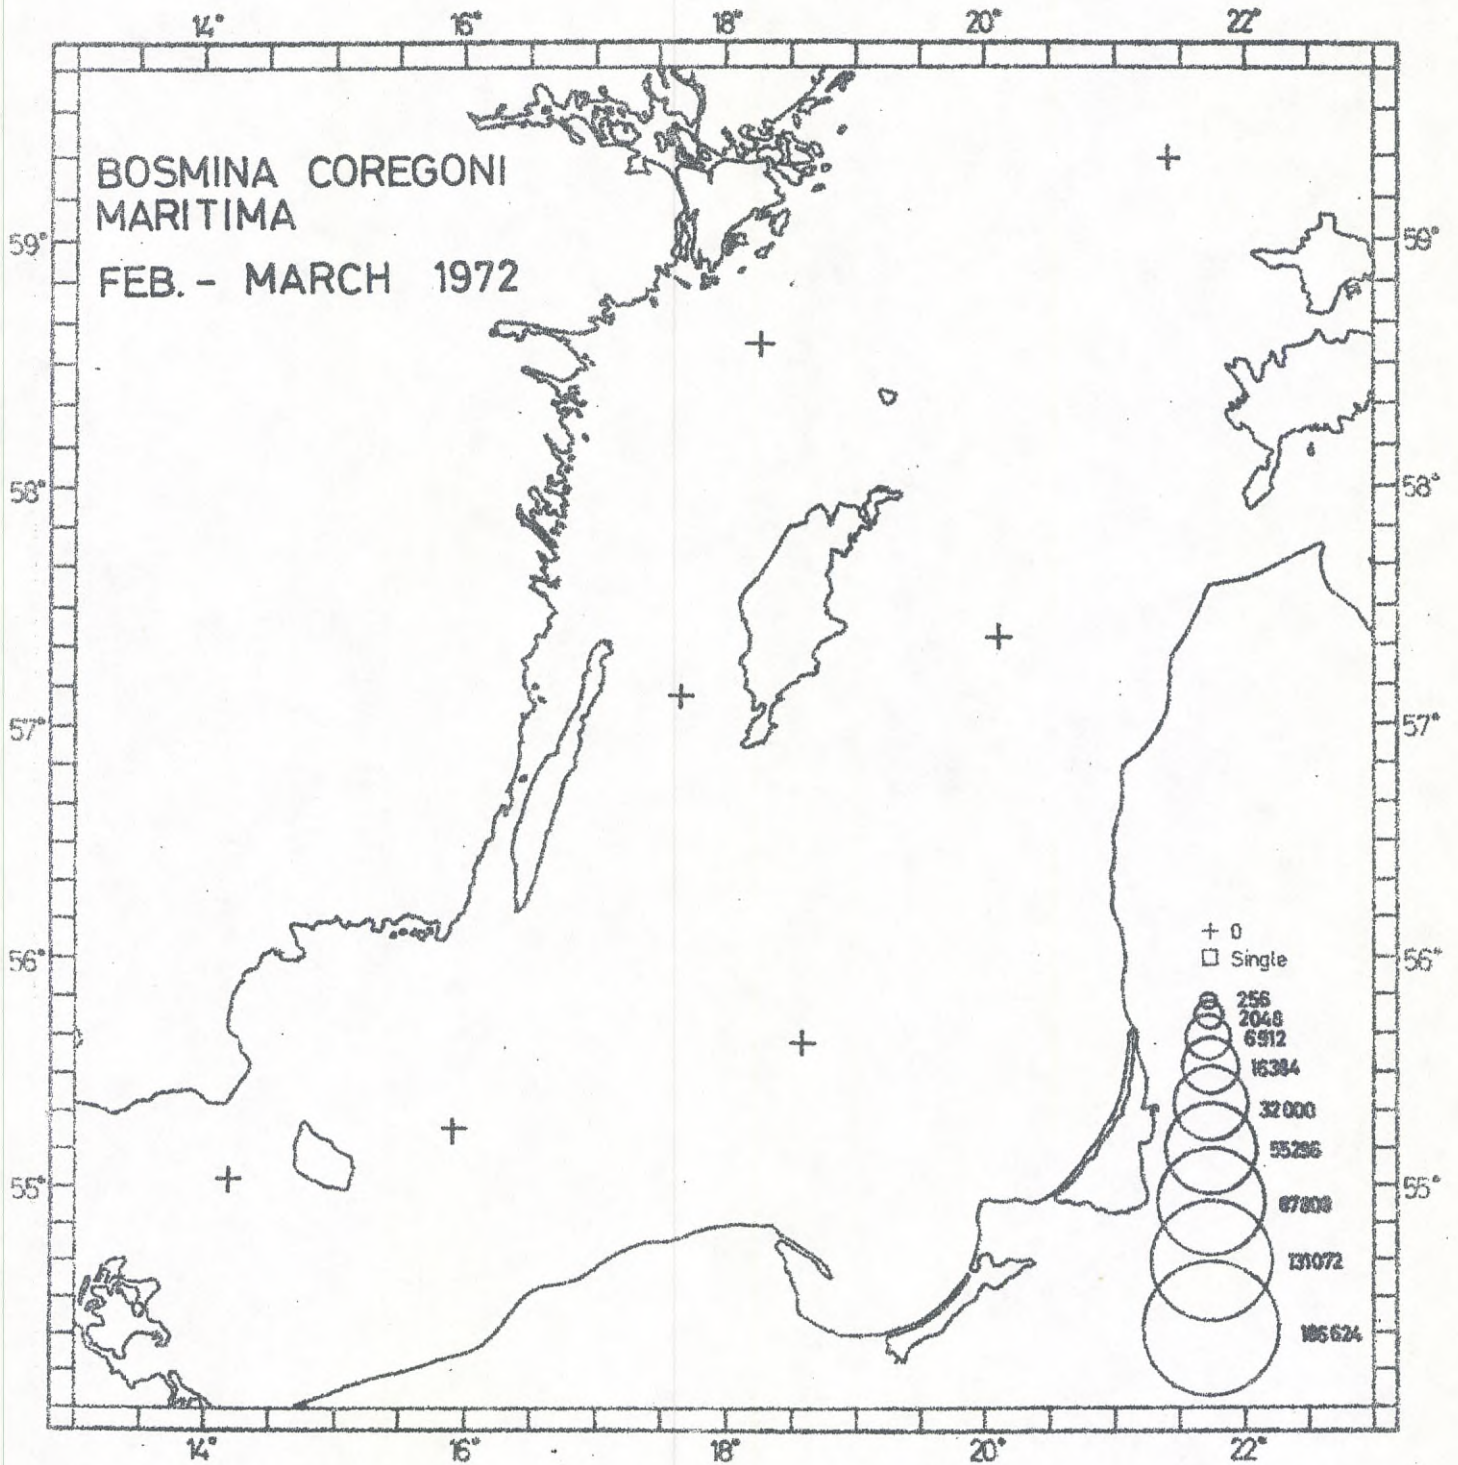 14° 16° 18° 20° 22°
BOSMINA COREGONI
MARITIMA
FEB. - MARCH 1972
59° 59°
58° 58°
57° 57°
56° 56°
55° 55°
+ 0
□ Single
256
2048
6912
16384
32000
55296
87808
131072
186624
14° 16° 18° 20° 22°